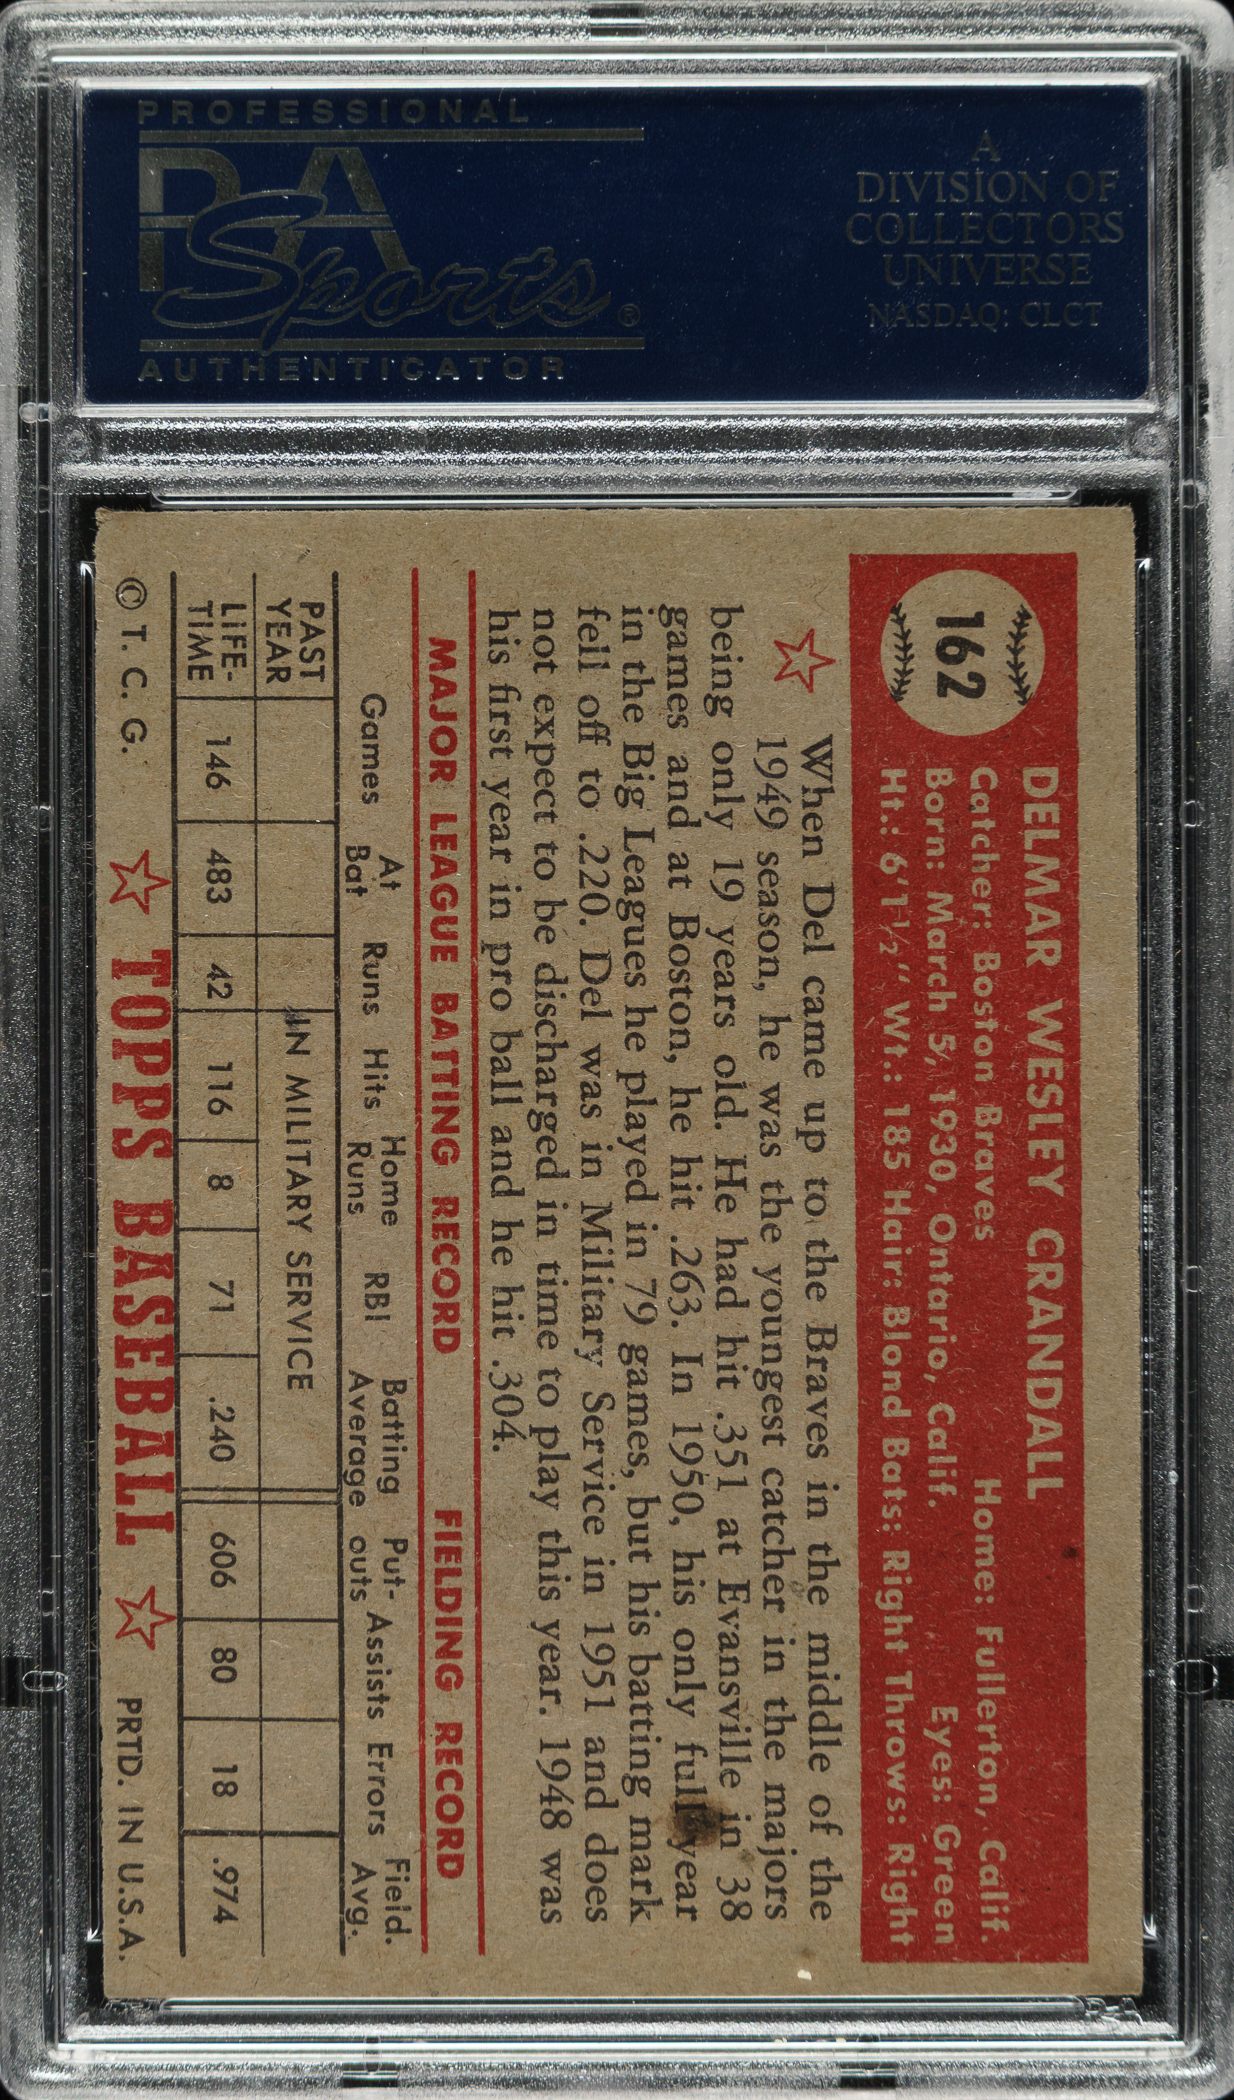 PROFESSIONAL
PSA
Sports®
AUTHENTICATOR
A
DIVISION OF
COLLECTORS
UNIVERSE
NASDAQ: CLCT
162
DELMAR WESLEY CRANDALL
Catcher: Boston Braves Home: Fullerton, Calif.
Born: March 5, 1930, Ontario, Calif. Eyes: Green
Ht.: 6'1½" Wt.: 185 Hair: Blond Bats: Right Throws: Right
When Del came up to the Braves in the middle of the
1949 season, he was the youngest catcher in the majors
being only 19 years old. He had hit .351 at Evansville in 38
games and at Boston, he hit .263. In 1950, his only full year
in the Big Leagues he played in 79 games, but his batting mark
fell off to .220. Del was in Military Service in 1951 and does
not expect to be discharged in time to play this year. 1948 was
his first year in pro ball and he hit .304.
MAJOR LEAGUE BATTING RECORD FIELDING RECORD
Games At Bat Runs Hits Home Runs RBI Batting Average Put-outs Assists Errors Field. Avg.
PAST YEAR IN MILITARY SERVICE
LIFE-TIME 146 483 42 116 8 71 .240 606 80 18 .974
© T. C. G. TOPPS BASEBALL PRTD. IN U.S.A.